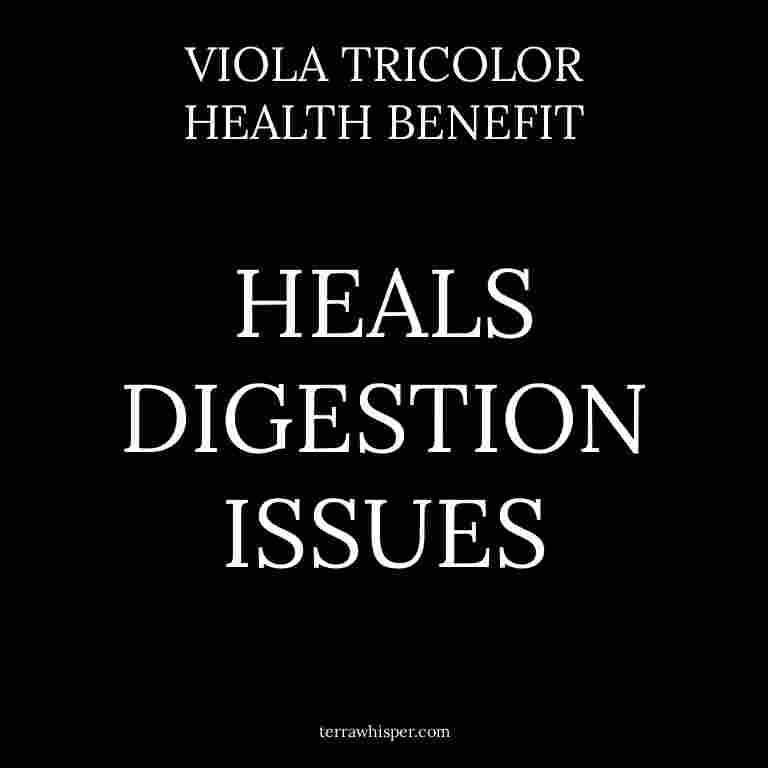 VIOLA TRICOLOR
HEALTH BENEFIT
HEALS
DIGESTION
ISSUES
terrawhisper.com